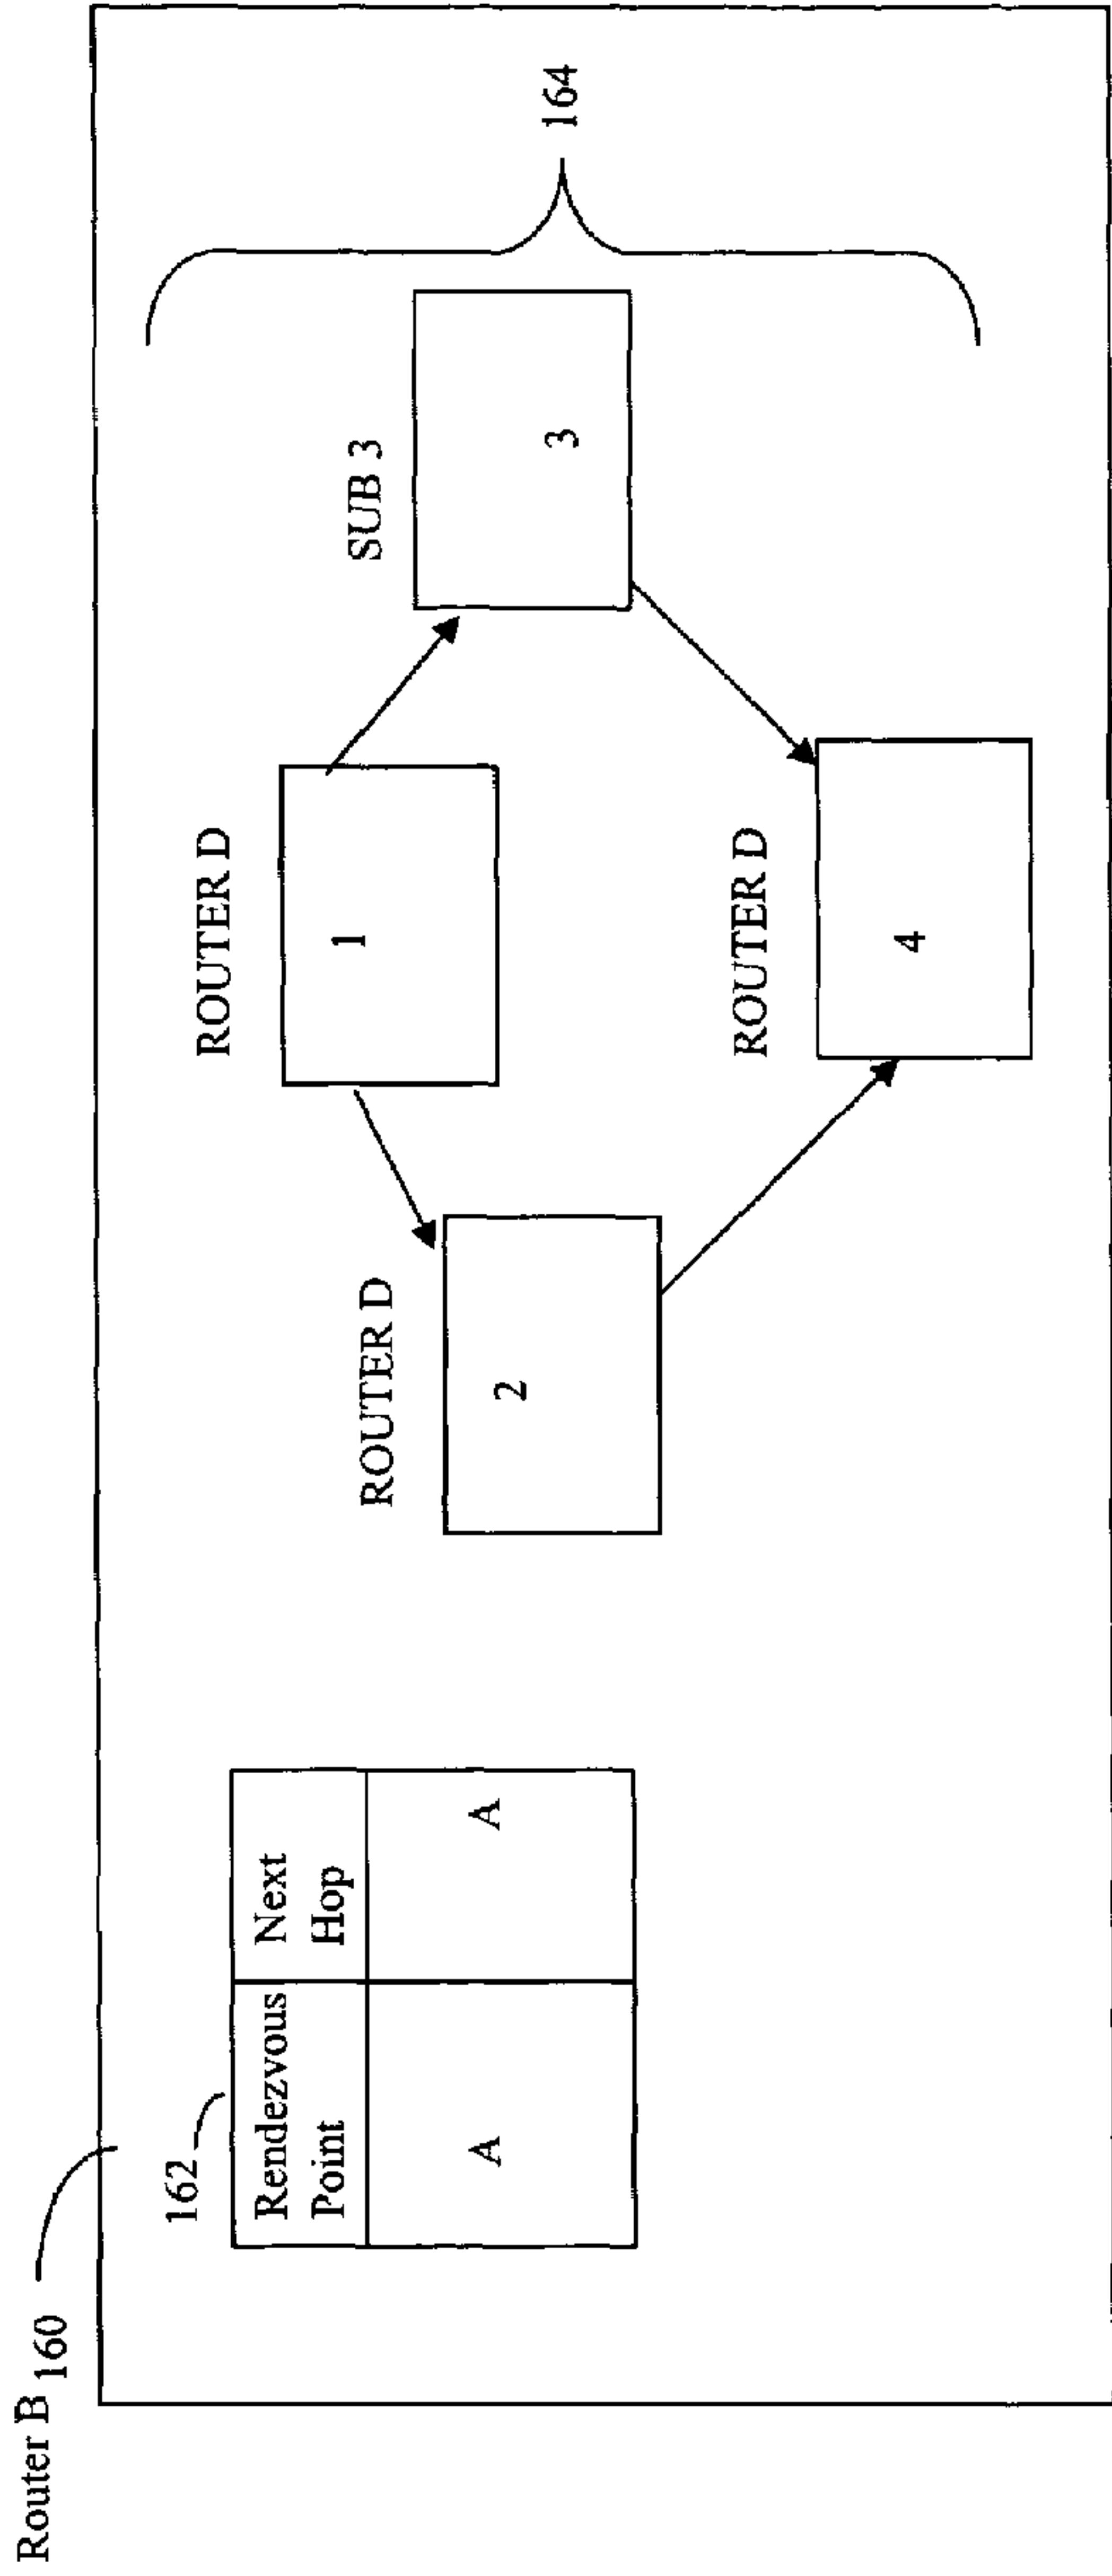 Router B
160
162
Rendezvous
Point
Next
Hop
A
A
ROUTER D
1
ROUTER D
2
SUB 3
3
ROUTER D
4
164